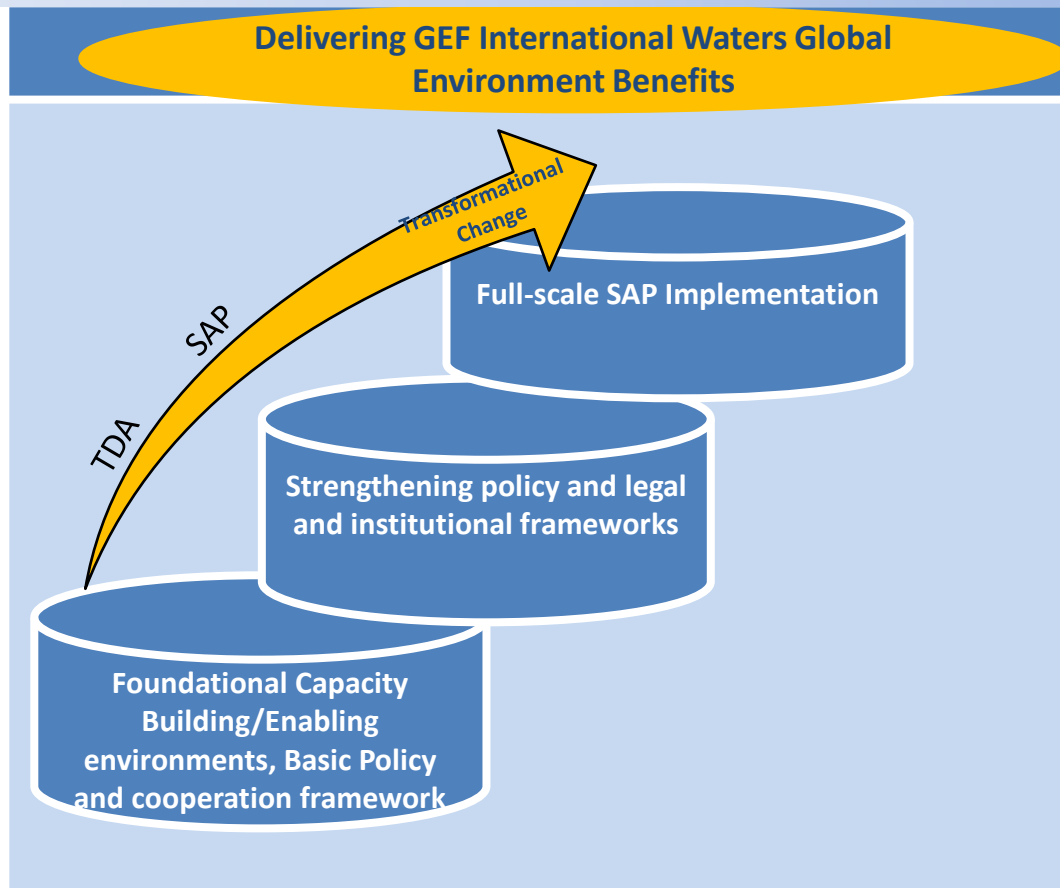 Delivering GEF International Waters Global
Environment Benefits
Transformational
Change
SAP
TDA
Full-scale SAP Implementation
Strengthening policy and legal
and institutional frameworks
Foundational Capacity
Building/Enabling
environments, Basic Policy
and cooperation framework